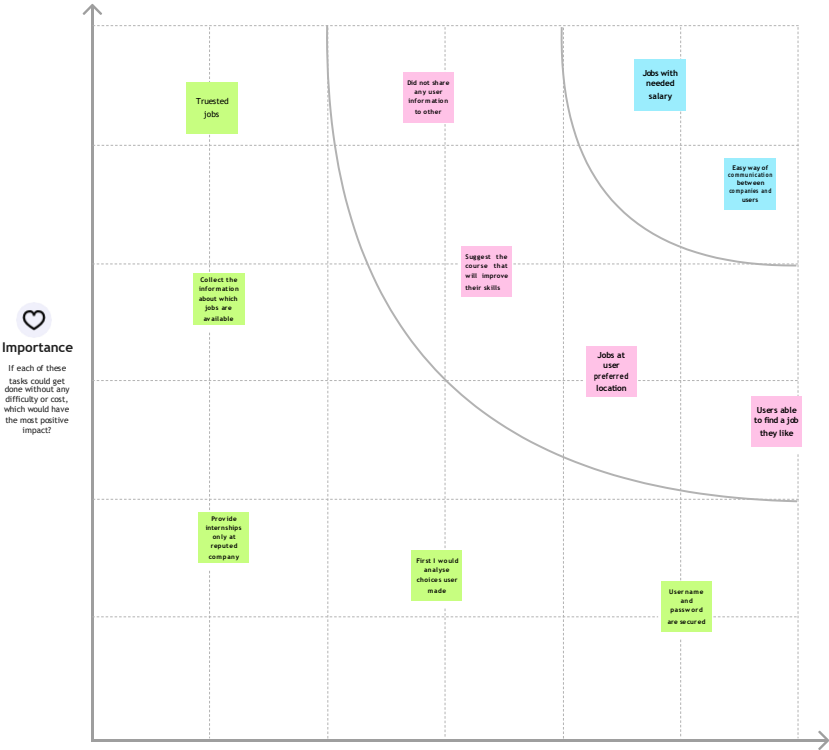 Truested
jobs
Did not share
any user
information
to other
Jobs with
needed
salary
Easy way of
communication
between
companies and
users
Suggest the
course that
will improve
their skills
Collect the
information
about which
jobs are
available
Importance
If each of these
tasks could get
done without any
difficulty or cost,
which would have
the most positive
impact?
Jobs at
user
preferred
location
Users able
to find a job
they like
Provide
internships
only at
reputed
company
First I would
analyse
choices user
made
Username
and
password
are secured